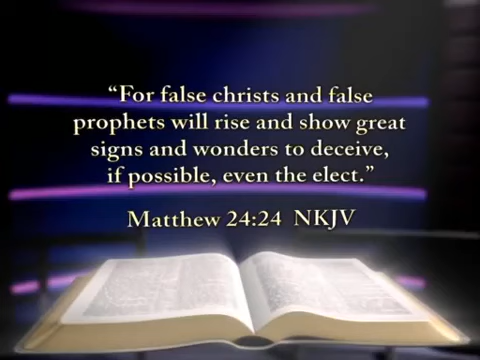 “For false christs and false
prophets will rise and show great
signs and wonders to deceive,
if possible, even the elect.”
Matthew 24:24 NKJV